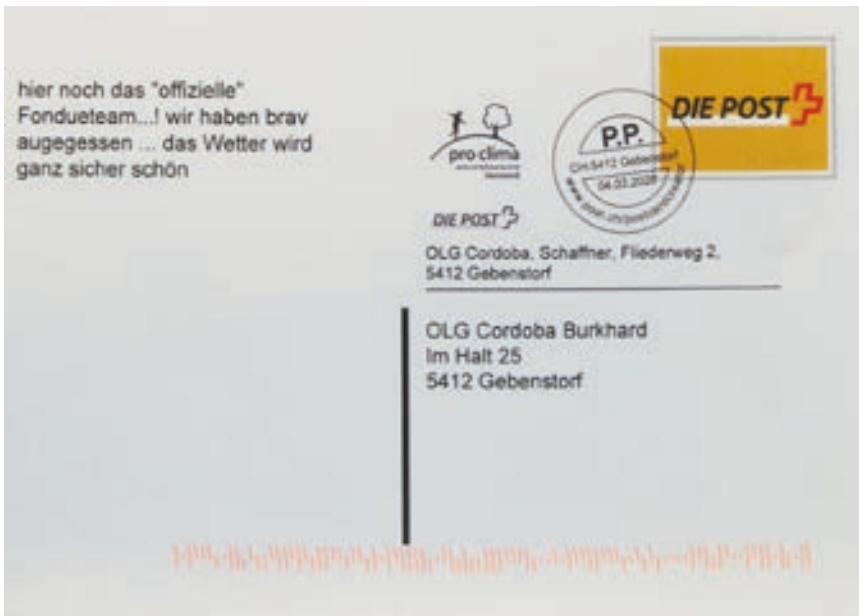 hier noch das "offizielle"
Fondueteam...! wir haben brav
augegessen ... das Wetter wird
ganz sicher schön
DIE POST
P.P.
CH-5412 Gebenstorf
pro clima
DIE POST
OLG Cordoba, Schaffner, Fliederweg 2,
5412 Gebenstorf
OLG Cordoba Burkhard
Im Halt 25
5412 Gebenstorf